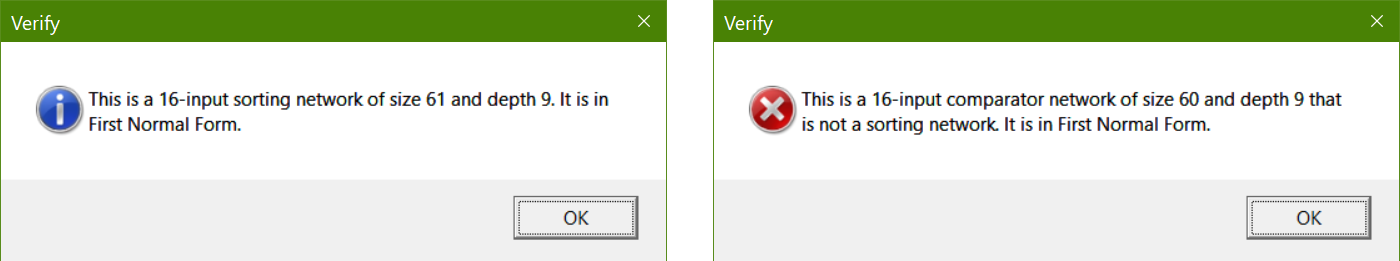 Verify
This is a 16-input sorting network of size 61 and depth 9. It is in
First Normal Form.
OK
Verify
This is a 16-input comparator network of size 60 and depth 9 that
is not a sorting network. It is in First Normal Form.
OK